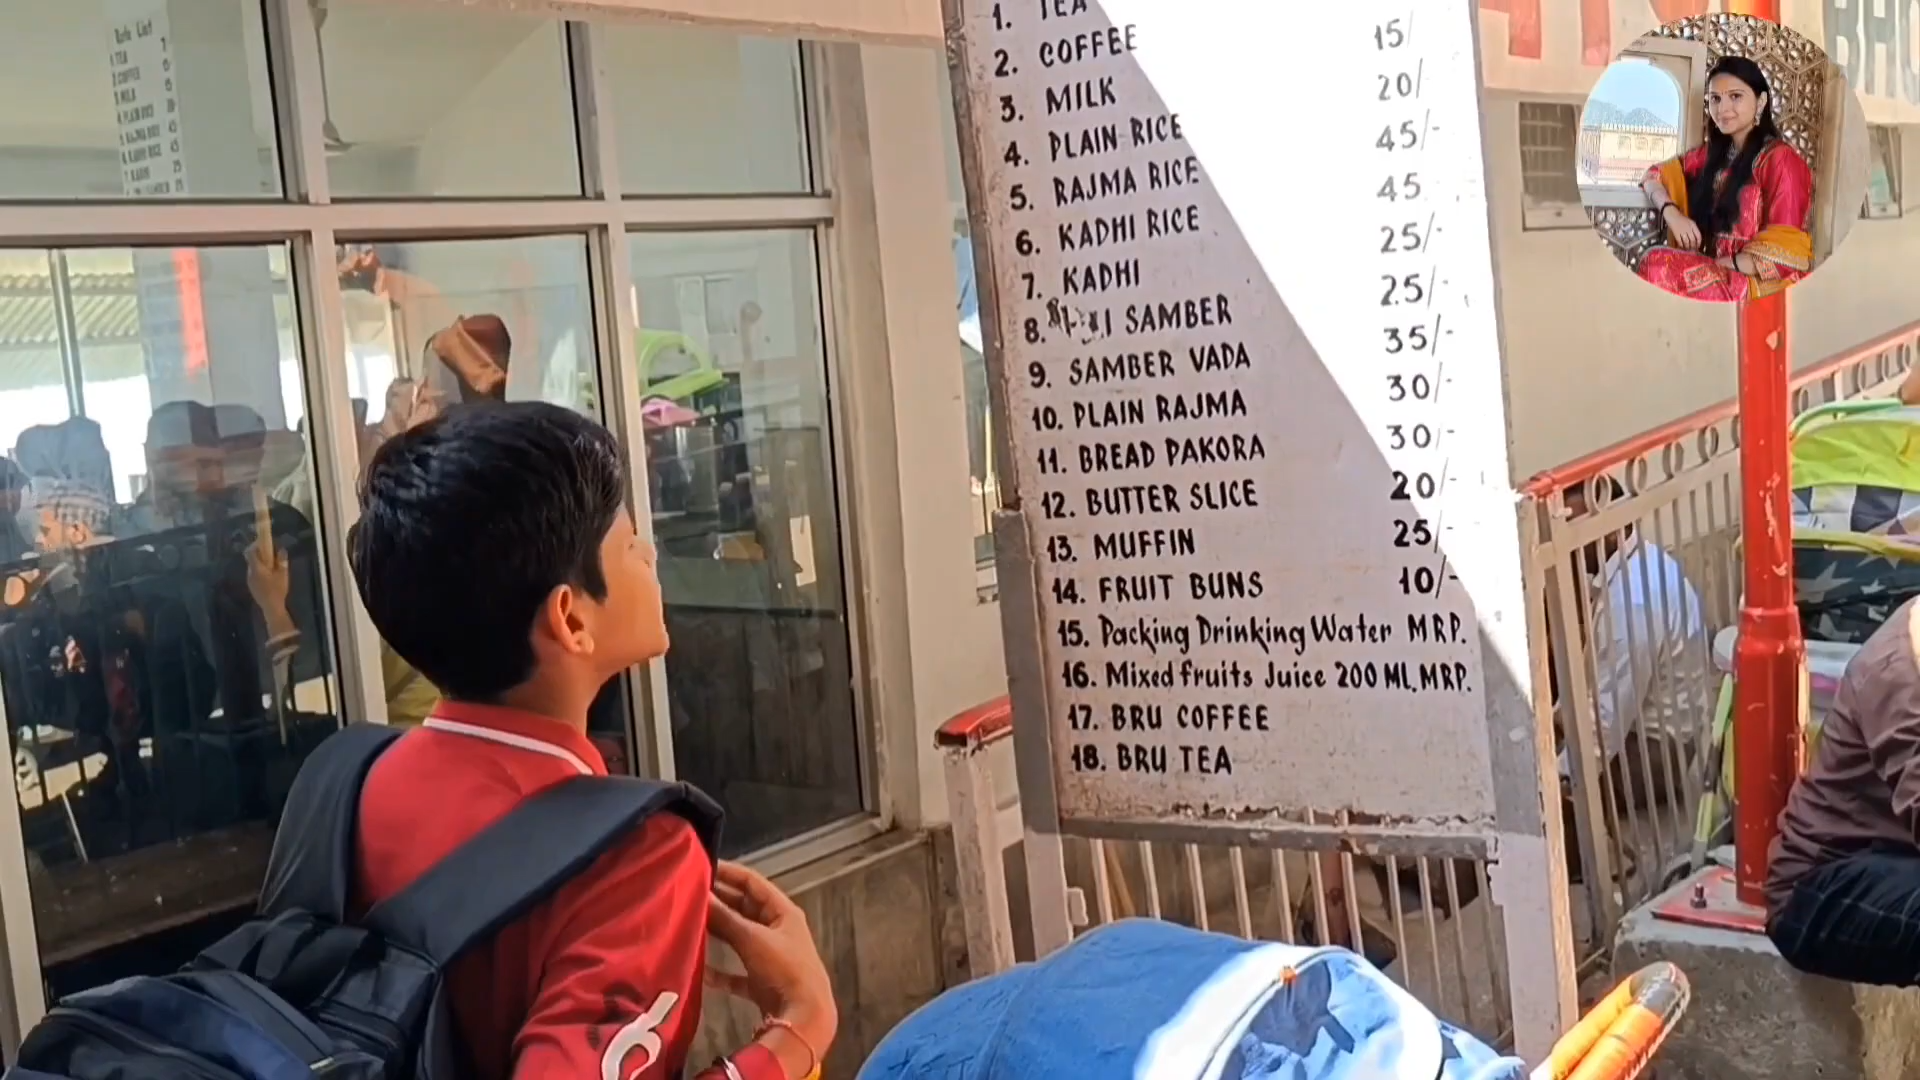 1. TEA
2. COFFEE
3. MILK 15/
4. PLAIN RICE 20/-
5. RAJMA RICE 45/-
6. KADHI RICE 45
7. KADHI 25/-
8. SAMBER 25/-
9. SAMBER VADA 35/-
10. PLAIN RAJMA 30/-
11. BREAD PAKORA 30/-
12. BUTTER SLICE 20/-
13. MUFFIN 25/-
14. FRUIT BUNS 10/-
15. Packing Drinking Water MRP.
16. Mixed fruits Juice 200 ML. MRP.
17. BRU COFFEE
18. BRU TEA